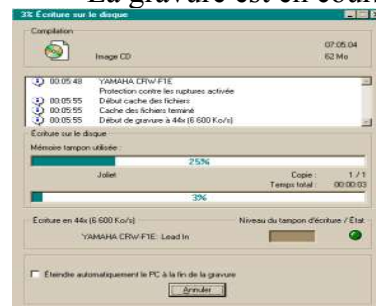 La gravure est en cours
3% Écriture sur le disque
Compilation
07.05.04
Image CD
62 Mo
00:05:48 YAMAHA CRW-F1E
Protection contre les ruptures activée
00:05:55 Début cache des fichiers
00:05:55 Cache des fichiers terminé
00:05:55 Début de gravure à 44x (6 600 Ko/s)
Écriture sur le disque
Mémoire tampon utilisée :
25%
Joliet Copie : 1 / 1
Temps total : 00:00:03
3%
Écriture en 44x (6 600 Ko/s) Niveau du tampon d'écriture / État
YAMAHA CRW-F1E: Lead In
Éteindre automatiquement le PC à la fin de la gravure
Annuler